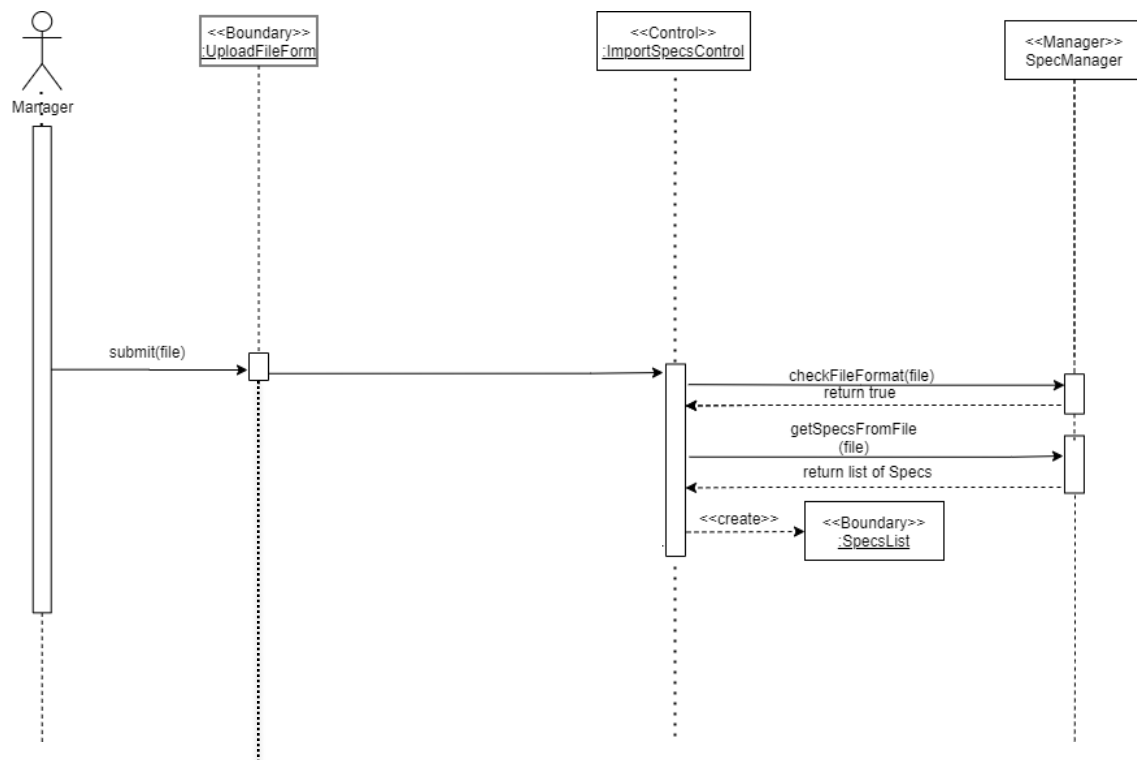 <<Boundary>>
:UploadFileForm
<<Control>>
:ImportSpecsControl
<<Manager>>
SpecManager
Manager
submit(file)
checkFileFormat(file)
return true
getSpecsFromFile
(file)
return list of Specs
<<create>>
<<Boundary>>
:SpecsList